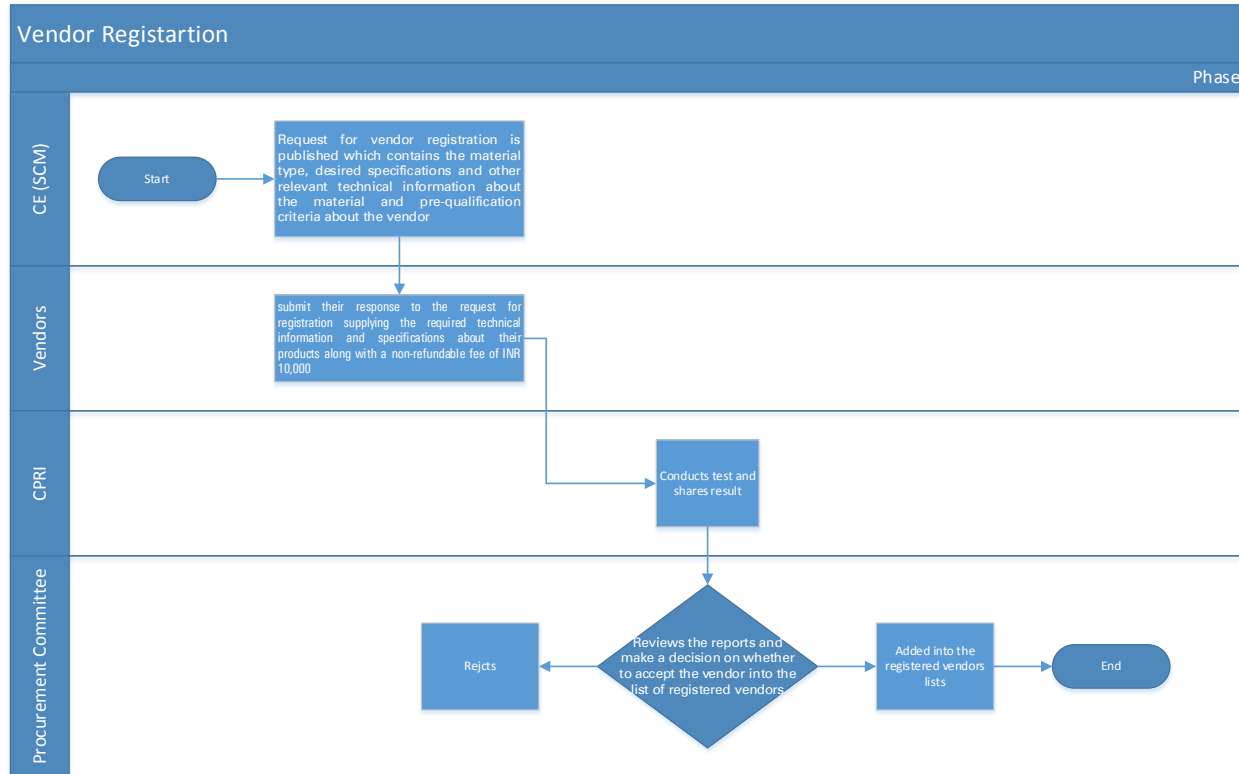 Vendor Registartion
Phase
CE (SCM)
Start
Request for vendor registration is
published which contains the material
type, desired specifications and other
relevant technical information about
the material and pre-qualification
criteria about the vendor
Vendors
submit their response to the request for
registration supplying the required technical
information and specifications about their
products along with a non-refundable fee of INR
10,000
CPRI
Conducts test and
shares result
Procurement Committee
Rejcts
Reviews the reports and
make a decision on whether
to accept the vendor into the
list of registered vendors
Added into the
registered vendors
lists
End